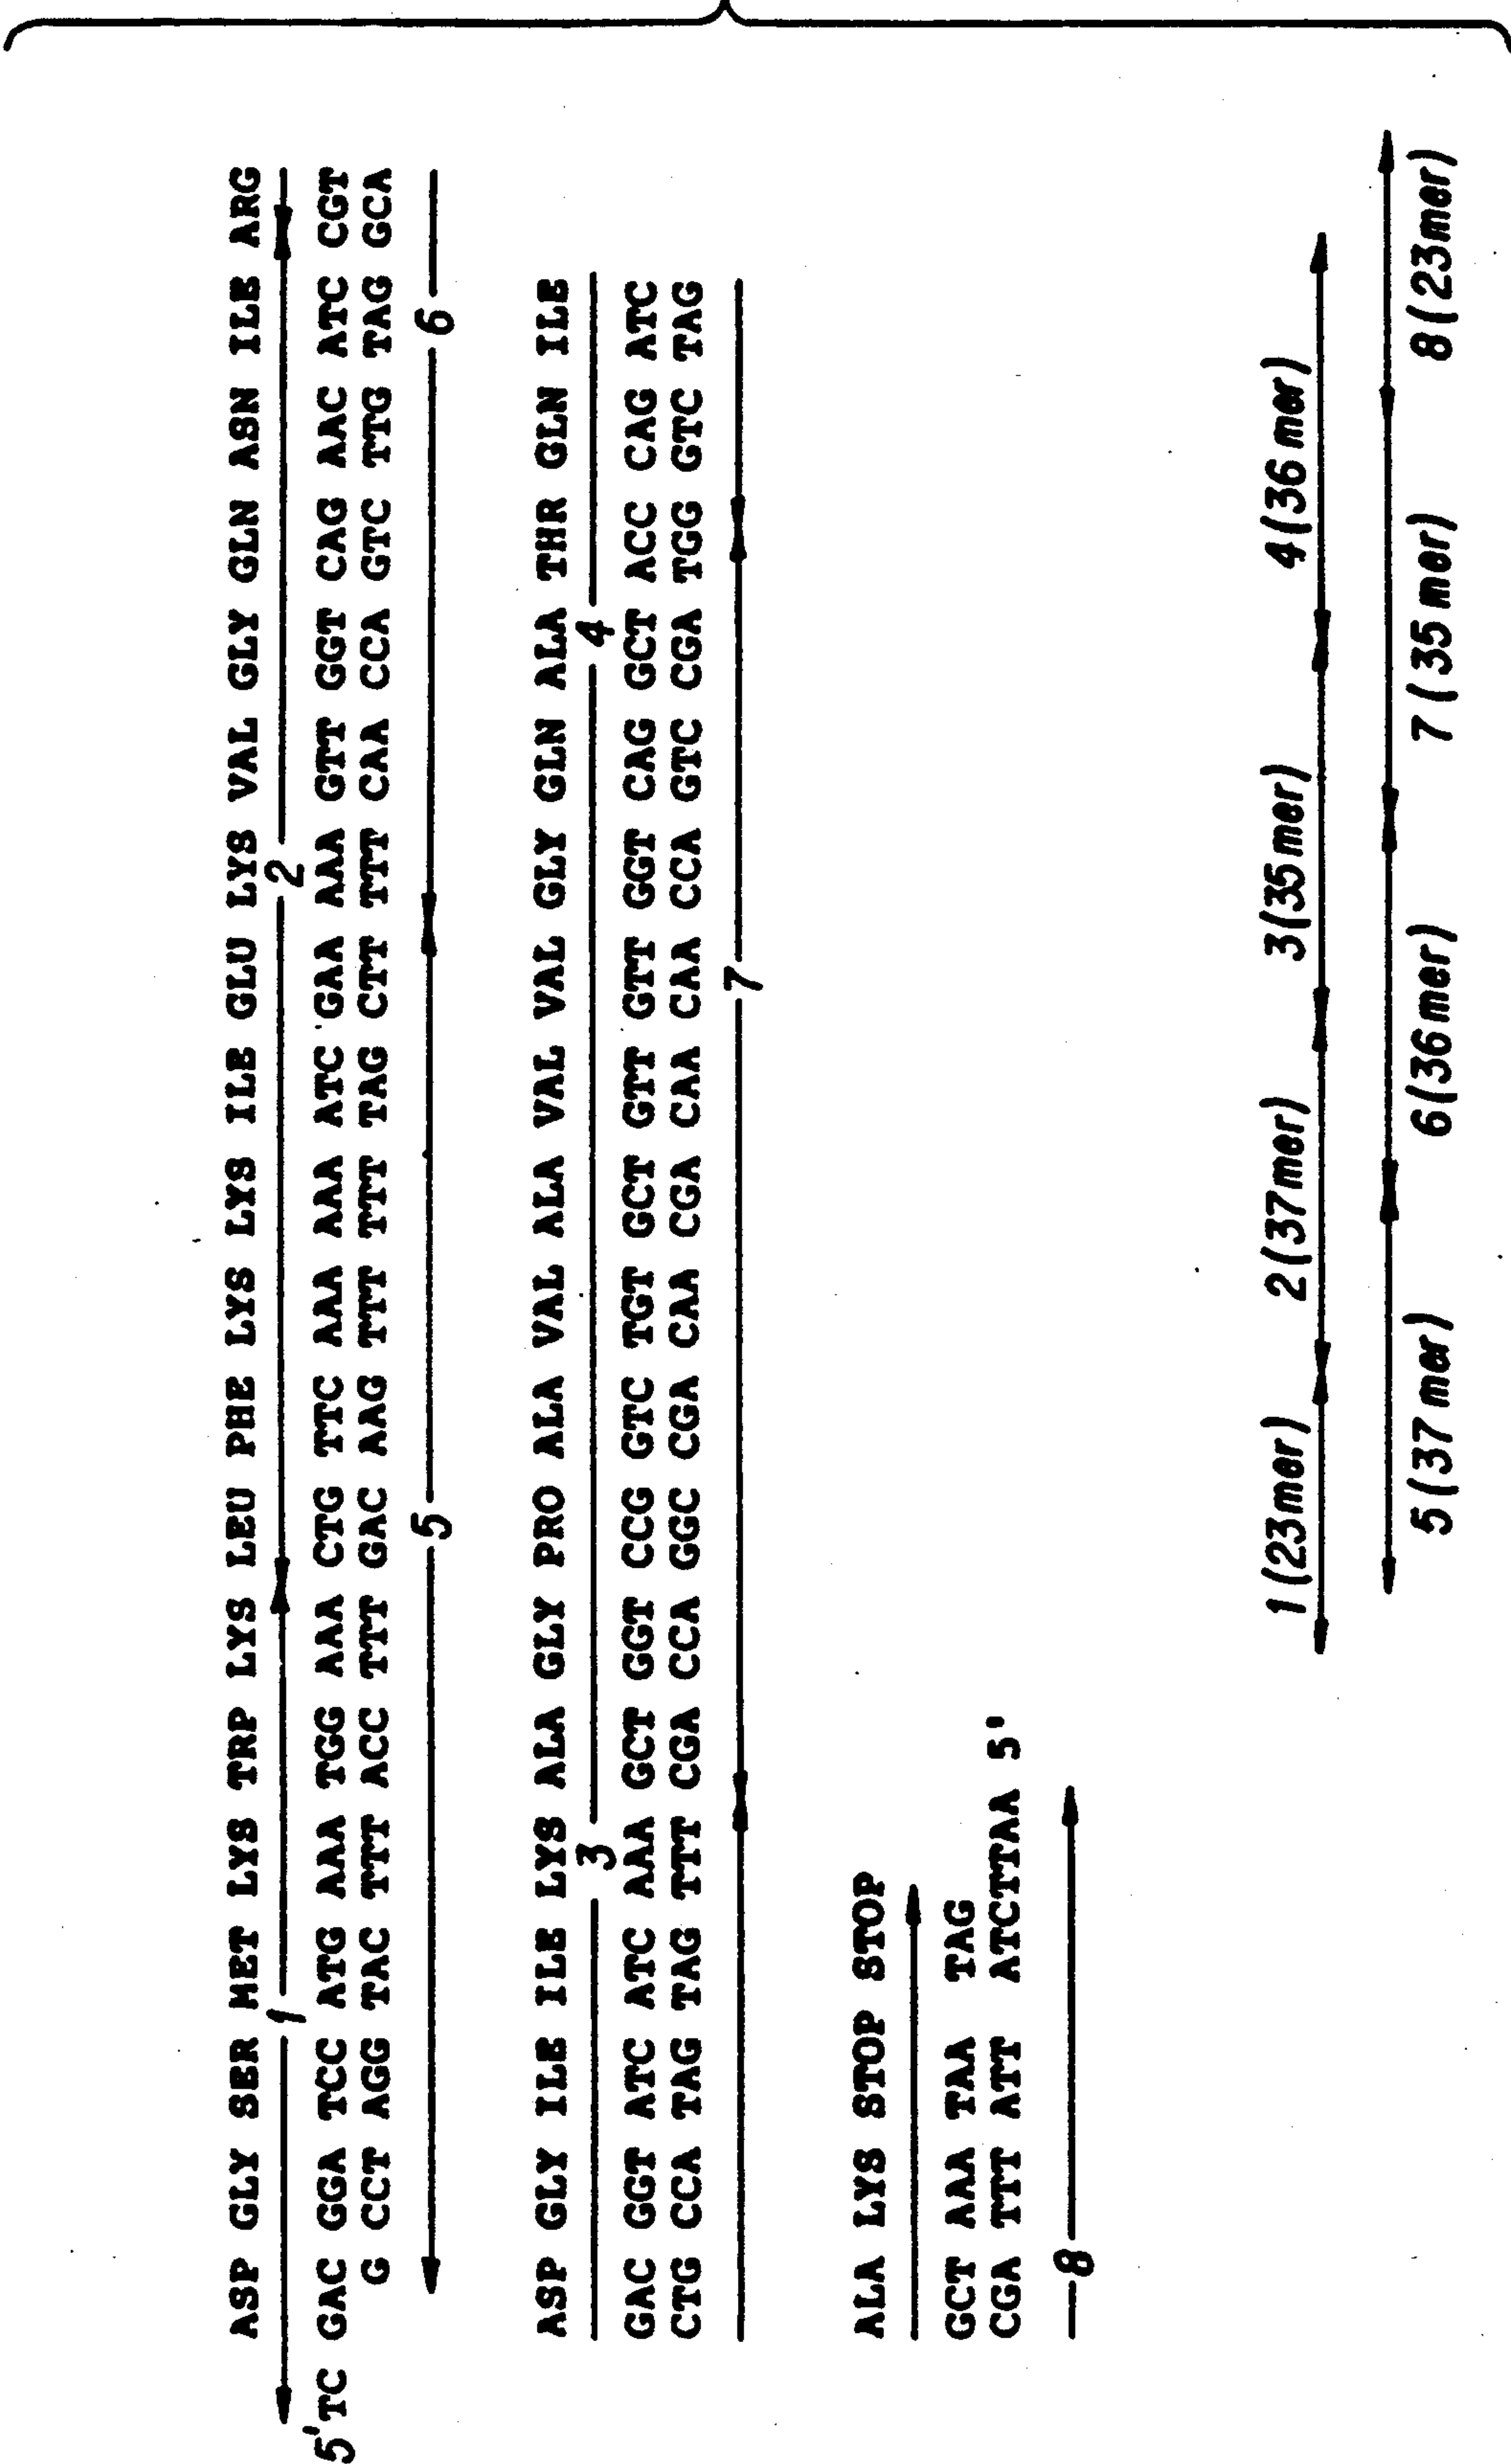 ASP GLY SER MET LYS TRP LYS LEU PHE LYS LYS ILE GLU LYS VAL GLY GLN ASN ILE ARG
1 2
5'TC GAC GGA TCC ATG AAA TGG AAA CTG TTC AAA AAA ATC GAA AAA GTT GGT CAG AAC ATC CGT
G CCT AGG TAC TTT ACC TTT GAC AAG TTT TTT TAG CTT TTT CAA CCA GTC TTG TAG GCA
5 6
ASP GLY ILE ILE LYS ALA GLY PRO ALA VAL ALA VAL VAL GLY GLN ALA THR GLN ILE
3 4
GAC GGT ATC ATC AAA GCT GGT CCG GTC TGT GCT GTT GTT GGT CAG GCT ACC CAG ATC
CTG CCA TAG TAG TTT CGA CCA GGC CGA CAA CGA CAA CAA CCA GTC CGA TGG GTC TAG
7
ALA LYS STOP STOP
GCT AAA TAA TAG
CGA TTT ATT ATCTTAA 5'
8
1(23mer) 2(37mer) 3(35mer) 4(36mer)
5(37 mer) 6(36mer) 7(35 mer) 8(23mer)